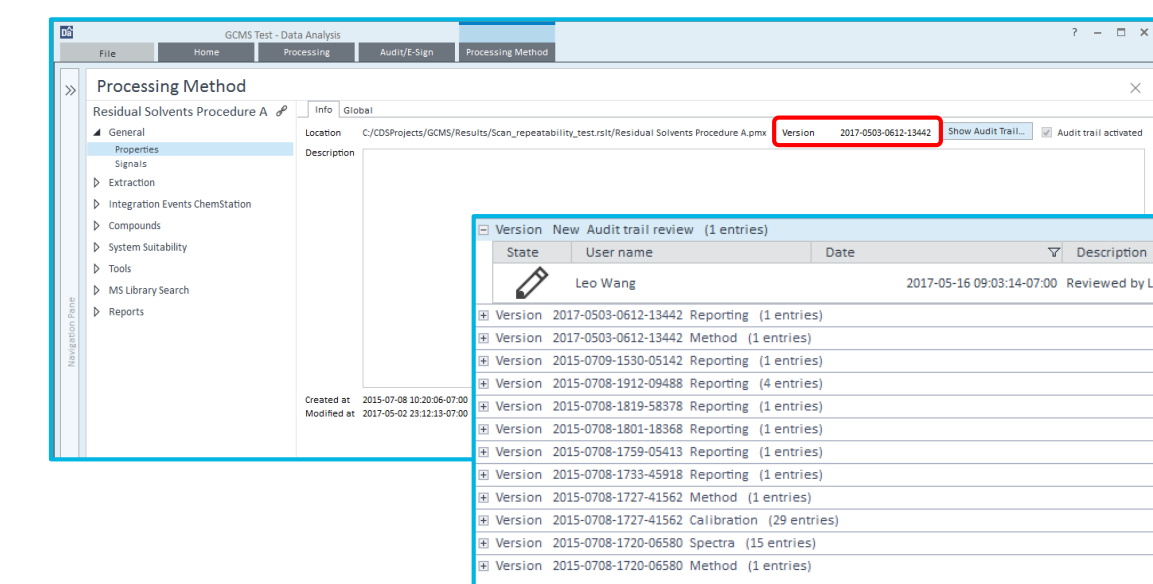 DA GCMS Test - Data Analysis ?
File Home Processing Audit/E-Sign Processing Method
Processing Method
Residual Solvents Procedure A Info Global
General Location C:/CDSProjects/GCMS/Results/Scan_repeatability_test.rslt/Residual Solvents Procedure A.pmx Version 2017-0503-0612-13442 Show Audit Trail... Audit trail activated
Properties Description
Signals
Extraction
Integration Events ChemStation
Compounds
System Suitability
Tools
MS Library Search
Reports
Navigation Pane
Created at 2015-07-08 10:20:06-07:00
Modified at 2017-05-02 23:12:13-07:00
Version New Audit trail review (1 entries)
State User name Date Description
Leo Wang 2017-05-16 09:03:14-07:00 Reviewed by L
Version 2017-0503-0612-13442 Reporting (1 entries)
Version 2017-0503-0612-13442 Method (1 entries)
Version 2015-0709-1530-05142 Reporting (1 entries)
Version 2015-0708-1912-09488 Reporting (4 entries)
Version 2015-0708-1819-58378 Reporting (1 entries)
Version 2015-0708-1801-18368 Reporting (1 entries)
Version 2015-0708-1759-05413 Reporting (1 entries)
Version 2015-0708-1733-45918 Reporting (1 entries)
Version 2015-0708-1727-41562 Method (1 entries)
Version 2015-0708-1727-41562 Calibration (29 entries)
Version 2015-0708-1720-06580 Spectra (15 entries)
Version 2015-0708-1720-06580 Method (1 entries)